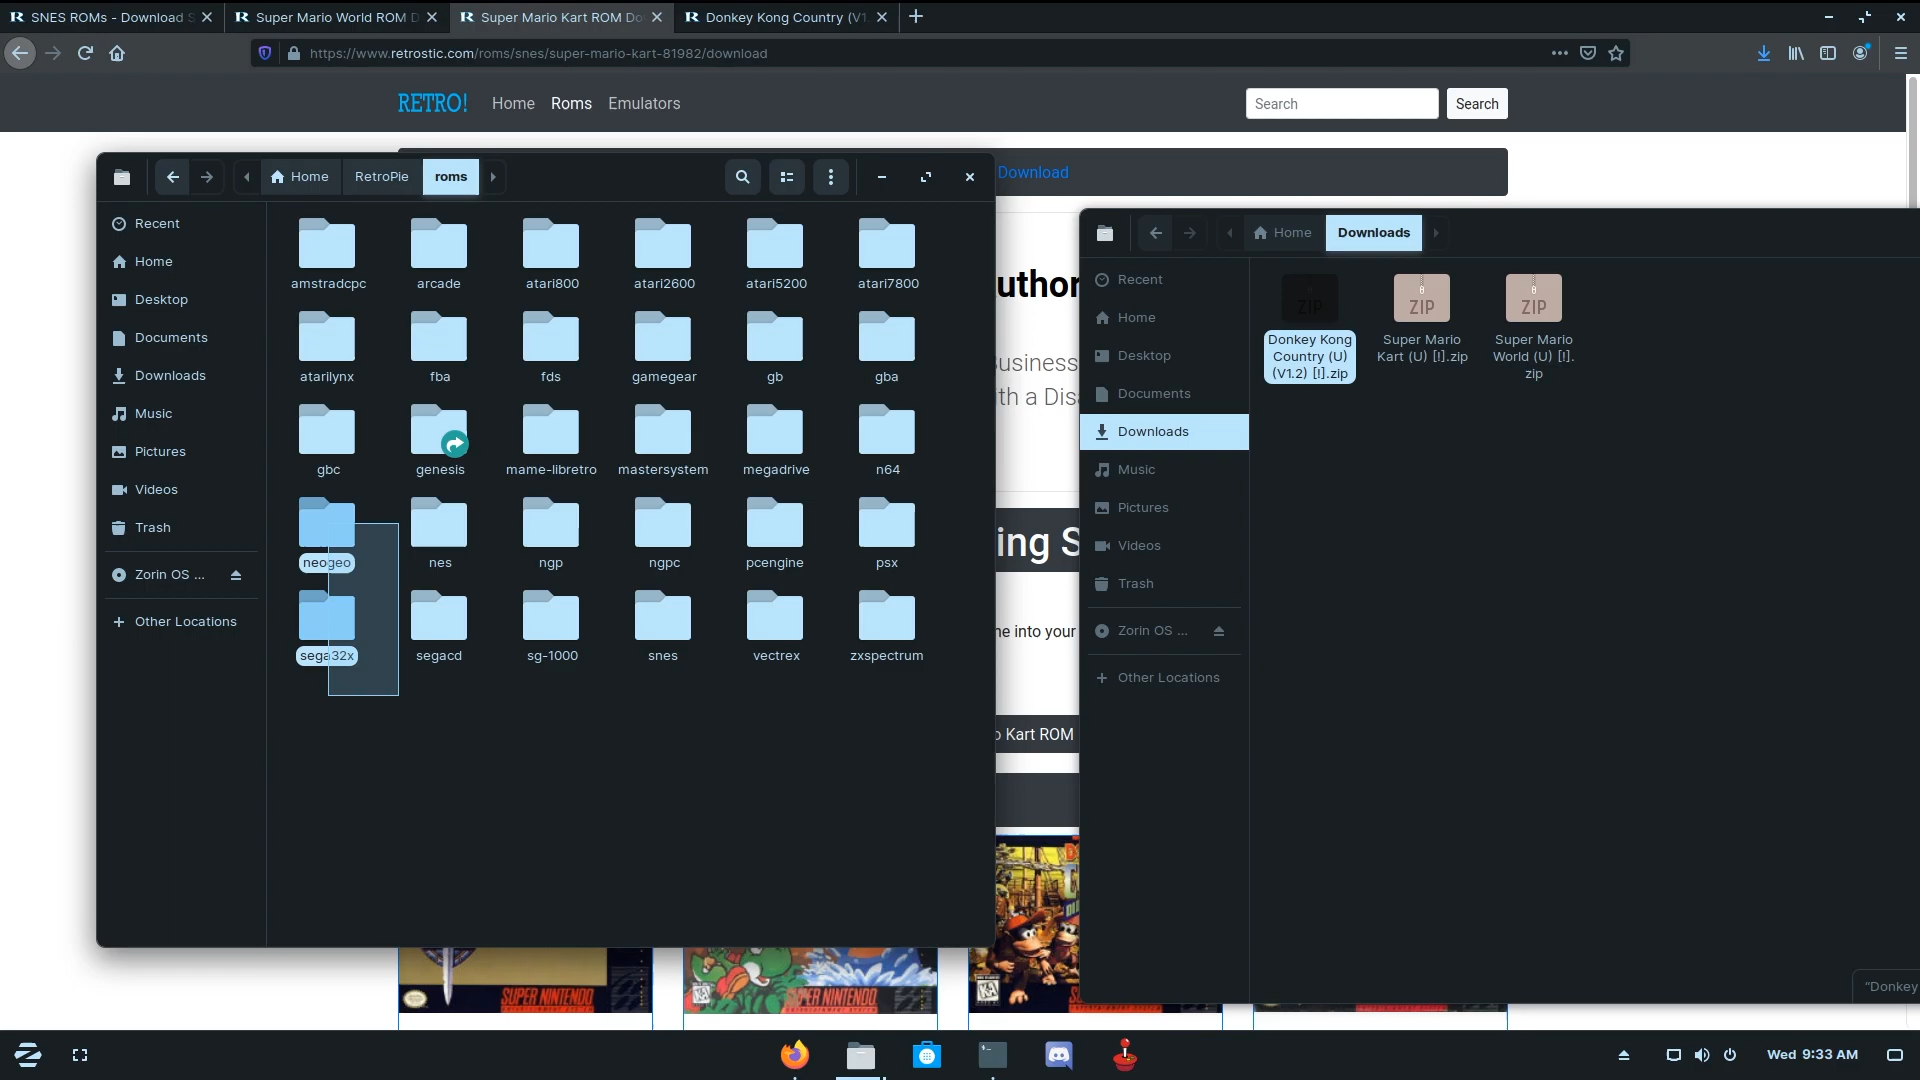 SNES ROMs - Download S
Super Mario World ROM D
Super Mario Kart ROM Do
Donkey Kong Country (V1
https://www.retrostic.com/roms/snes/super-mario-kart-81982/download
RETRO!
Home
Roms
Emulators
Search
Search
Download
Home
RetroPie
roms
Recent
Home
Desktop
Documents
Downloads
Music
Pictures
Videos
Trash
Zorin OS ...
Other Locations
amstradcpc
arcade
atari800
atari2600
atari5200
atari7800
atarilynx
fba
fds
gamegear
gb
gba
gbc
genesis
mame-libretro
mastersystem
megadrive
n64
neogeo
nes
ngp
ngpc
pcengine
psx
sega32x
segacd
sg-1000
snes
vectrex
zxspectrum
uthor
Business
th a Disa
ing S
ne into your
o Kart ROM
Home
Downloads
Recent
Home
Desktop
Documents
Downloads
Music
Pictures
Videos
Trash
Zorin OS ...
Other Locations
ZIP
Donkey Kong
Country (U)
(V1.2) [!].zip
ZIP
Super Mario
Kart (U) [!].zip
ZIP
Super Mario
World (U) [!].
zip
"Donkey
SUPER NINTENDO
KA
SUPER NINTENDO
KA
Wed 9:33 AM